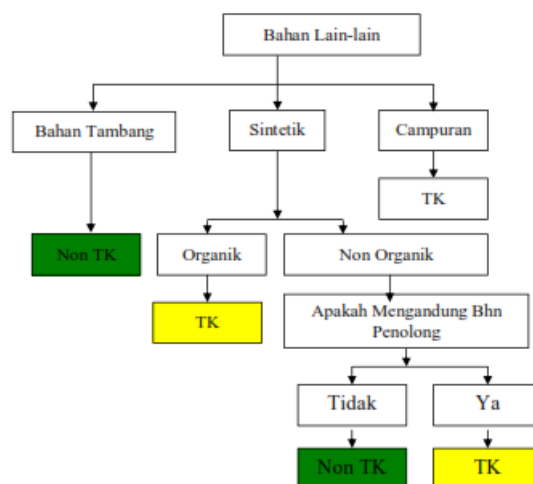 Bahan Lain-lain
Bahan Tambang
Sintetik
Campuran
TK
Non TK
Organik
Non Organik
TK
Apakah Mengandung Bhn
Penolong
Tidak
Ya
Non TK
TK